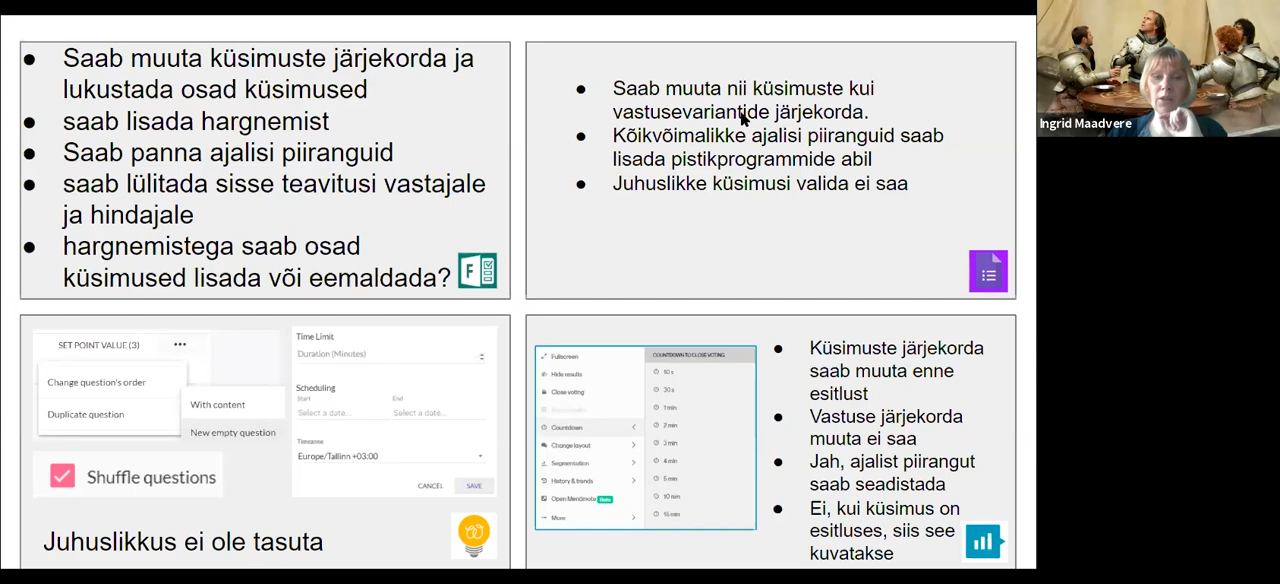 Saab muuta küsimuste järjekorda ja
lukustada osad küsimused
saab lisada hargnemist
Saab panna ajalisi piiranguid
saab lülitada sisse teavitusi vastajale
ja hindajale
hargnemistega saab osad
küsimused lisada või eemaldada?
F
Saab muuta nii küsimuste kui
vastusevariantide järjekorda.
Kõikvõimalikke ajalisi piiranguid saab
lisada pistikprogrammide abil
Juhuslikke küsimusi valida ei saa
Ingrid Maadvere
SET POINT VALUE (3)
Change question's order
Duplicate question
With content
New empty question
Shuffle questions
Time Limit
Duration (Minutes)
Scheduling
Start End
Select a date... Select a date...
Timezone
Europe/Tallinn +03:00
CANCEL SAVE
Juhuslikkus ei ole tasuta
Fullscreen
Hide results
Close voting
Countdown
Change layout
Segmentation
History & trends
Open Mentimote Beta
More
COUNTDOWN TO CLOSE VOTING
10 s
30 s
1 min
2 min
3 min
4 min
5 min
10 min
15 min
Küsimuste järjekorda
saab muuta enne
esitlust
Vastuse järjekorda
muuta ei saa
Jah, ajalist piirangut
saab seadistada
Ei, kui küsimus on
esitluses, siis see
kuvatakse